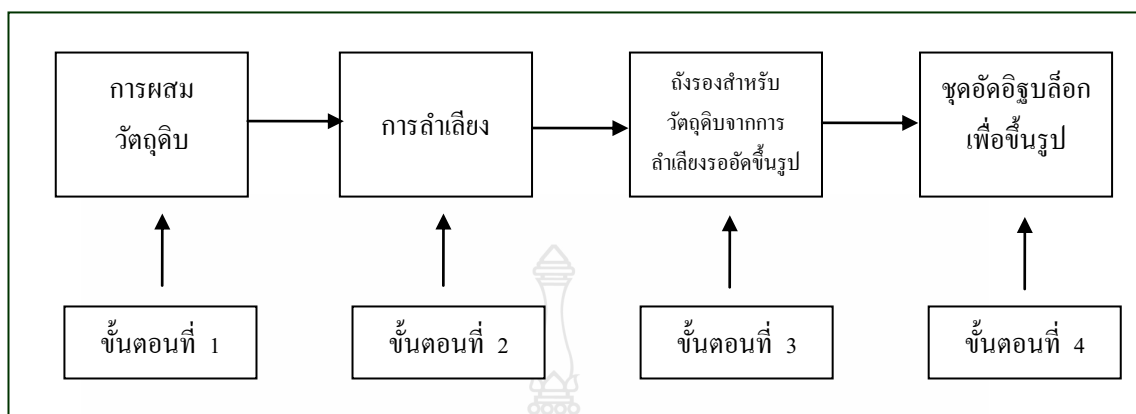 การผสม
วัตถุดิบ
การลำเลียง
ถังรองสำหรับ
วัตถุดิบจากการ
ลำเลียงรออัดขึ้นรูป
ชุดอัดอิฐบล็อก
เพื่อขึ้นรูป
ขั้นตอนที่ 1
ขั้นตอนที่ 2
ขั้นตอนที่ 3
ขั้นตอนที่ 4